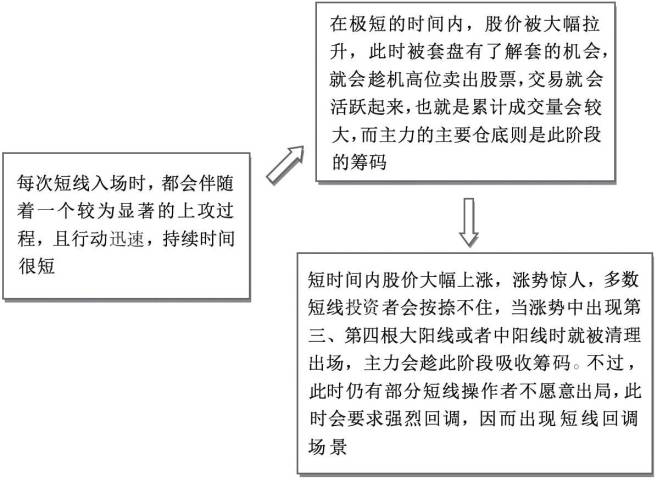 每次短线入场时，都会伴随
着一个较为显著的上攻过
程，且行动迅速，持续时间
很短
在极短的时间内，股价被大幅拉
升，此时被套盘有了解套的机会，
就会趁机高位卖出股票，交易就会
活跃起来，也就是累计成交量会较
大，而主力的主要仓底则是此阶段
的筹码
短时间内股价大幅上涨，涨势惊人，多数
短线投资者会按捺不住，当涨势中出现第
三、第四根大阳线或者中阳线时就被清理
出场，主力会趁此阶段吸收筹码。不过，
此时仍有部分短线操作者不愿意出局，此
时会要求强烈回调，因而出现短线回调
场景